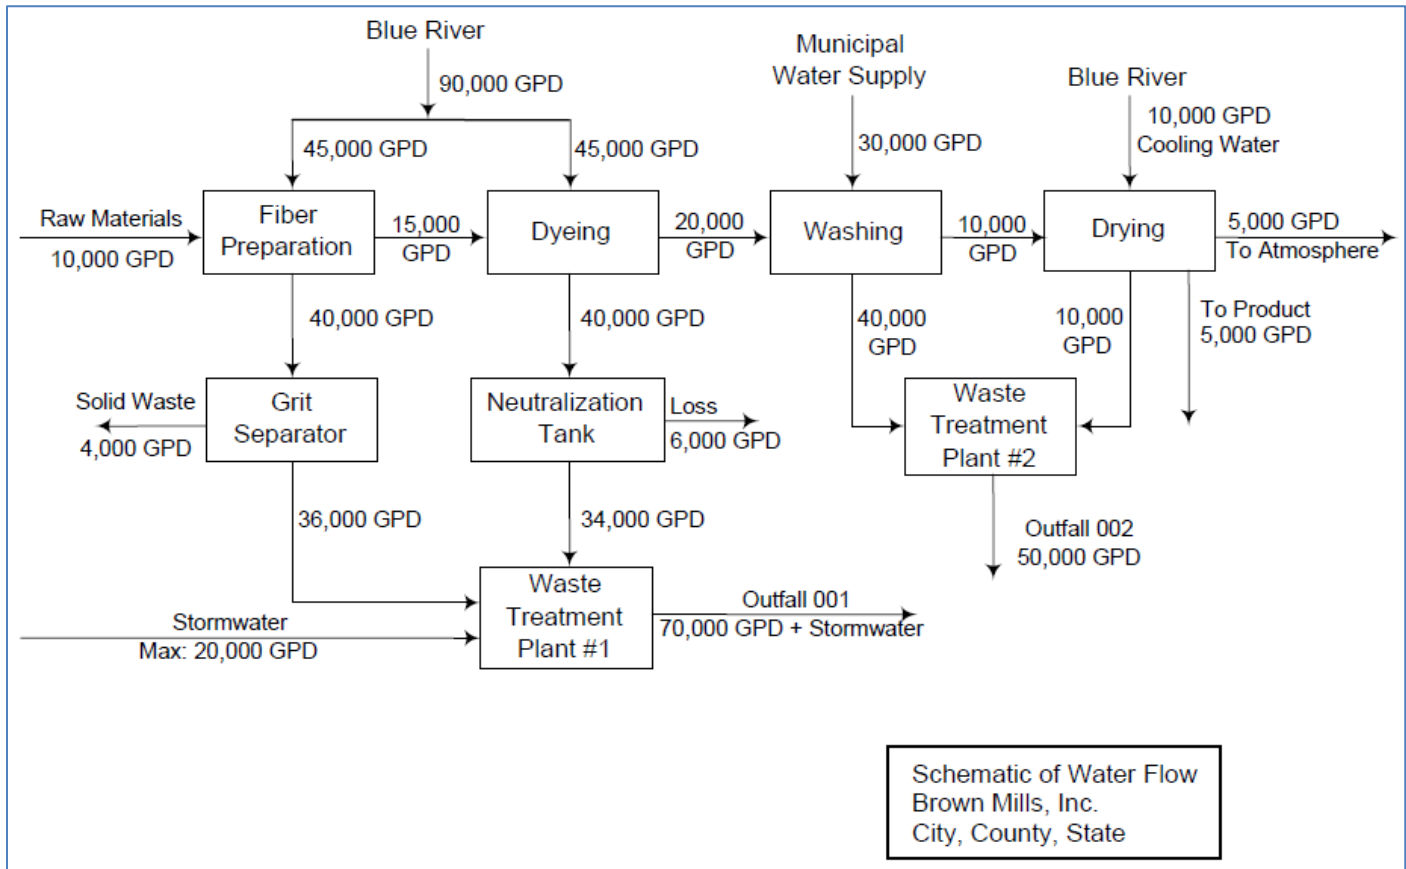 Blue River
90,000 GPD
Municipal
Water Supply
Blue River
10,000 GPD
Cooling Water
45,000 GPD
45,000 GPD
30,000 GPD
Raw Materials
10,000 GPD
Fiber
Preparation
15,000
GPD
Dyeing
20,000
GPD
Washing
10,000
GPD
Drying
5,000 GPD
To Atmosphere
40,000 GPD
40,000 GPD
40,000
GPD
10,000
GPD
To Product
5,000 GPD
Solid Waste
4,000 GPD
Grit
Separator
Neutralization
Tank
Loss
6,000 GPD
Waste
Treatment
Plant #2
36,000 GPD
34,000 GPD
Outfall 002
50,000 GPD
Stormwater
Max: 20,000 GPD
Waste
Treatment
Plant #1
Outfall 001
70,000 GPD + Stormwater
Schematic of Water Flow
Brown Mills, Inc.
City, County, State